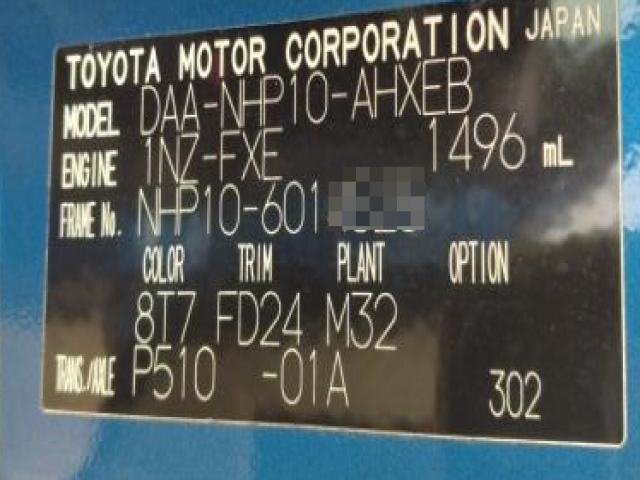 TOYOTA MOTOR CORPORATION JAPAN
MODEL DAA-NHP10-AHXEB
ENGINE 1NZ-FXE 1496 mL
FRAME No. NHP10-601
COLOR TRIM PLANT OPTION
8T7 FD24 M32
TRANS./AXLE P510 -01A 302